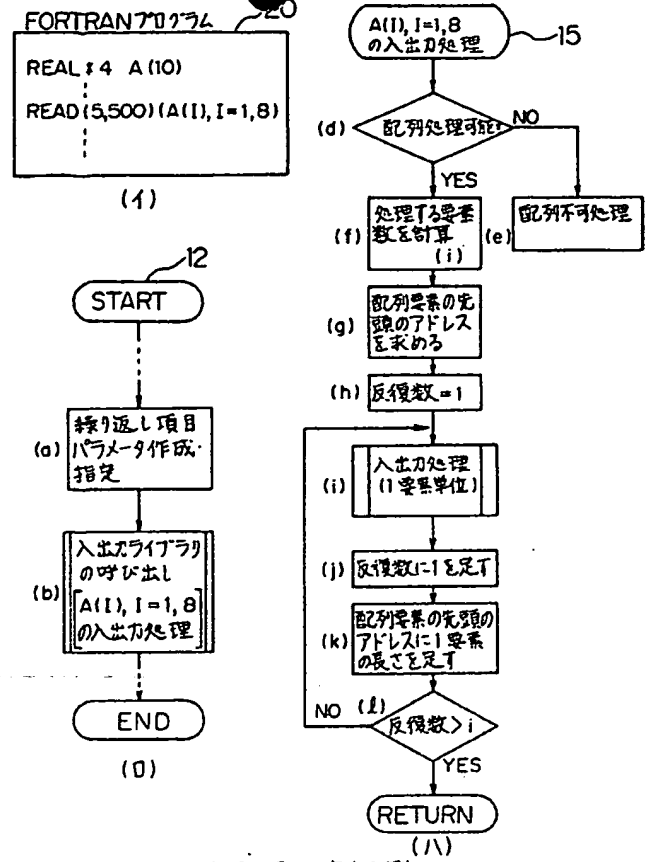 FORTRANプログラム
20
REAL*4 A(10)
READ(5,500)(A(I),I=1,8)
(イ)
12
START
(a)
繰り返し項目
パラメータ作成・
指定
(b)
入出力ライブラリ
の呼び出し
[A(I),I=1,8]
の入出力処理
END
(ロ)
A(I),I=1,8
の入出力処理
15
(d)
配列処理可能?
NO
YES
(e)
配列不可処理
(f)
処理する要素
数を計算
(i)
(g)
配列要素の先
頭のアドレス
を求める
(h)
反復数=1
(i)
入出力処理
(1要素単位)
(j)
反復数に1を足す
(k)
配列要素の先頭の
アドレスに1要素
の長さを足す
NO
(l)
反復数>i
YES
RETURN
(ハ)